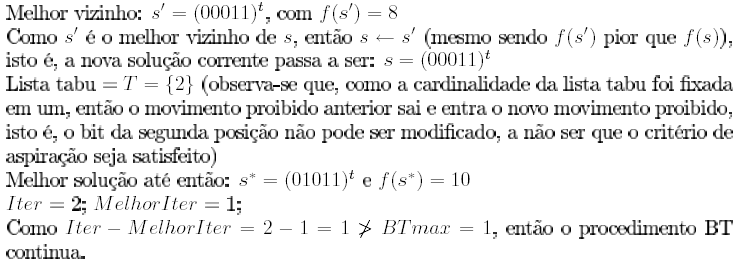 Melhor vizinho: $s' = (00011)^t$, com $f(s') = 8$
Como $s'$ é o melhor vizinho de $s$, então $s \leftarrow s'$ (mesmo sendo $f(s')$ pior que $f(s)$),
isto é, a nova solução corrente passa a ser: $s = (00011)^t$
Lista tabu $= T = \{2\}$ (observa-se que, como a cardinalidade da lista tabu foi fixada
em um, então o movimento proibido anterior sai e entra o novo movimento proibido,
isto é, o bit da segunda posição não pode ser modificado, a não ser que o critério de
aspiração seja satisfeito)
Melhor solução até então: $s^* = (01011)^t$ e $f(s^*) = 10$
$Iter = 2$; $MelhorIter = 1$;
Como $Iter - MelhorIter = 2 - 1 = 1 \not> BTmax = 1$, então o procedimento BT
continua.